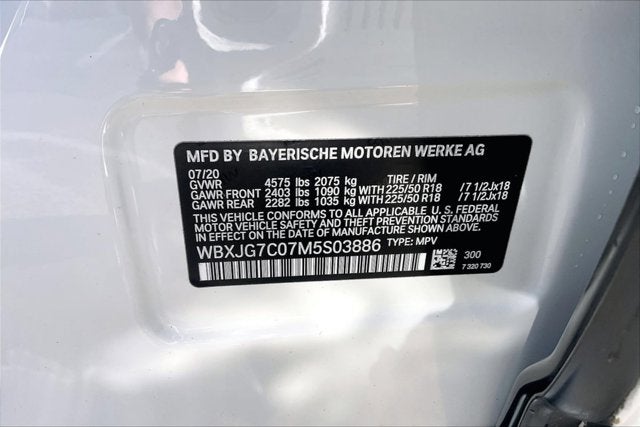 MFD BY BAYERISCHE MOTOREN WERKE AG
07/20
GVWR 4575 lbs 2075 kg TIRE / RIM
GAWR FRONT 2403 lbs 1090 kg WITH 225/50 R18 /7 1/2Jx18
GAWR REAR 2282 lbs 1035 kg WITH 225/50 R18 /7 1/2Jx18
THIS VEHICLE CONFORMS TO ALL APPLICABLE U. S. FEDERAL
MOTOR VEHICLE SAFETY, BUMPER, AND THEFT PREVENTION
STANDARDS IN EFFECT ON THE DATE OF MANUFACTURE SHOWN ABOVE.
WBXJG7C07M5S03886 TYPE: MPV
300
7 320 730